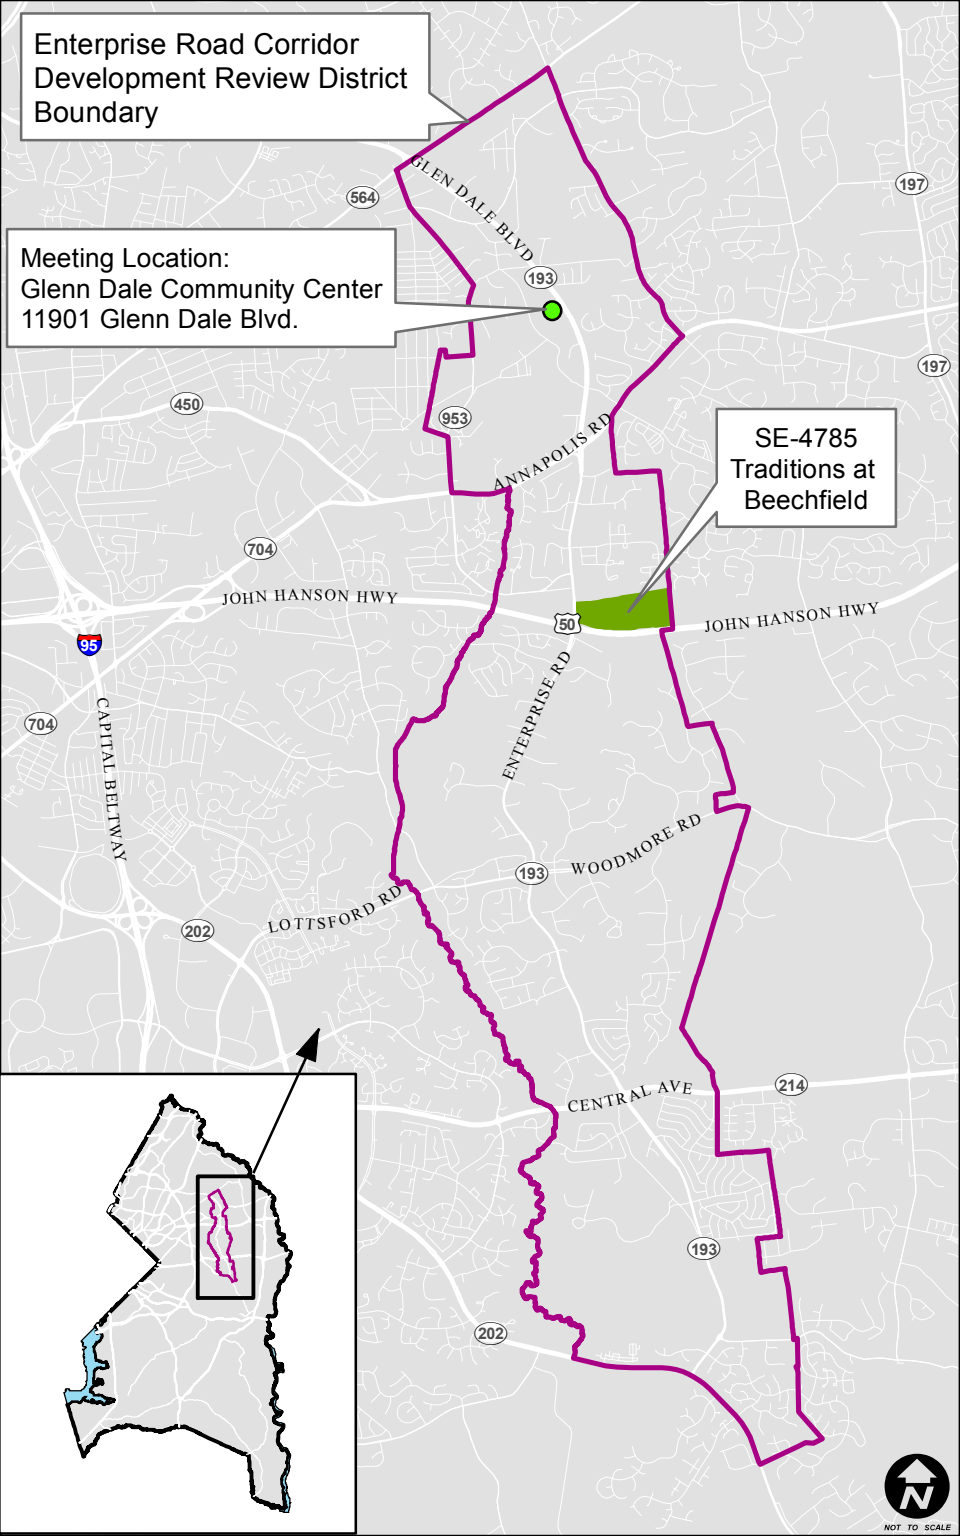 Enterprise Road Corridor
Development Review District
Boundary
GLEN DALE BLVD
564
197
Meeting Location:
Glenn Dale Community Center
11901 Glenn Dale Blvd.
193
197
450
953
ANNAPOLIS RD
SE-4785
Traditions at
Beechfield
704
JOHN HANSON HWY
50
JOHN HANSON HWY
95
ENTERPRISE RD
704
CAPITAL BELTWAY
WOODMORE RD
193
LOTTSFORD RD
202
CENTRAL AVE
214
193
202
N
NOT TO SCALE